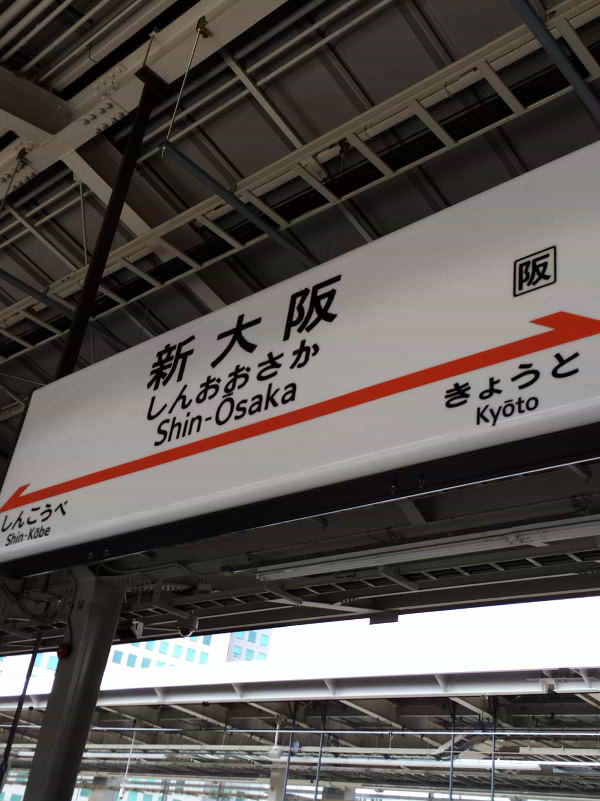 新大阪
しんおおさか
Shin-Ōsaka
阪
きょうと
Kyōto
しんこうべ
Shin-Kōbe